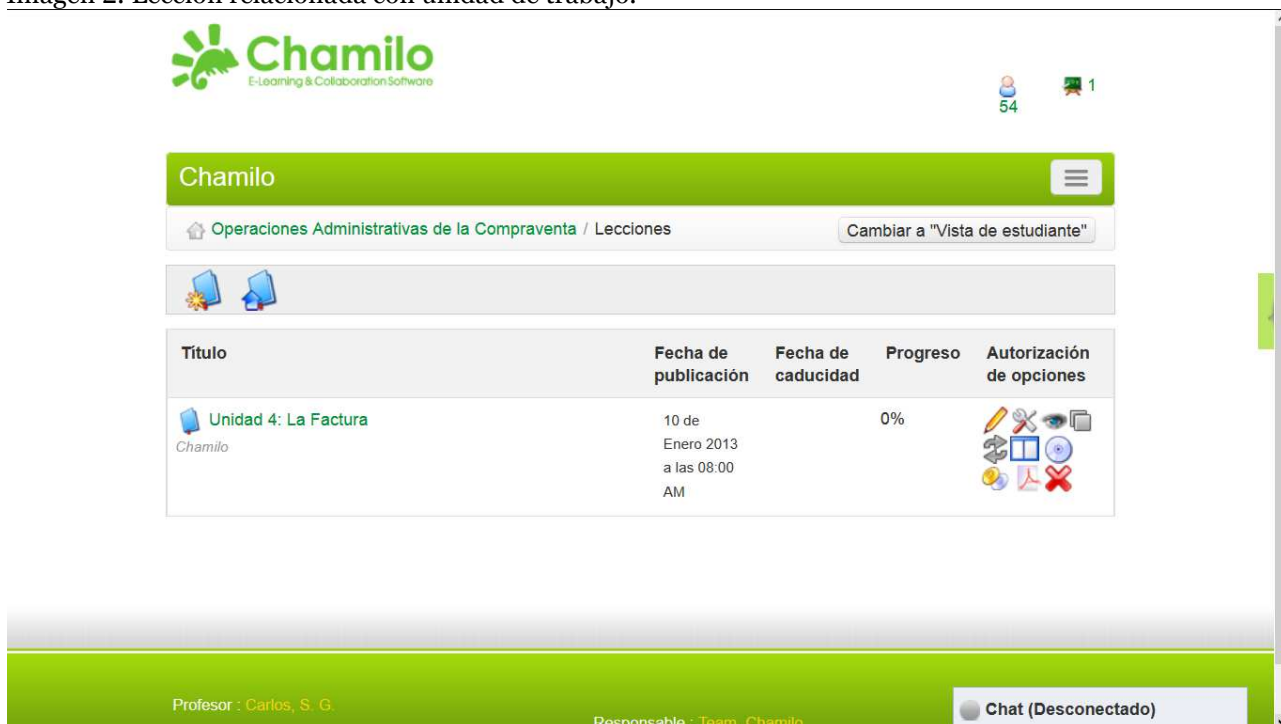 Imagen 2: Lección relacionada con unidad de trabajo.
Chamilo
E-Learning & Collaboration Software
54
1
Chamilo
Operaciones Administrativas de la Compraventa / Lecciones
Cambiar a "Vista de estudiante"
Título
Fecha de publicación
Fecha de caducidad
Progreso
Autorización de opciones
Unidad 4: La Factura
Chamilo
10 de
Enero 2013
a las 08:00
AM
0%
Profesor : Carlos, S. G.
Responsable : Team, Chamilo
Chat (Desconectado)